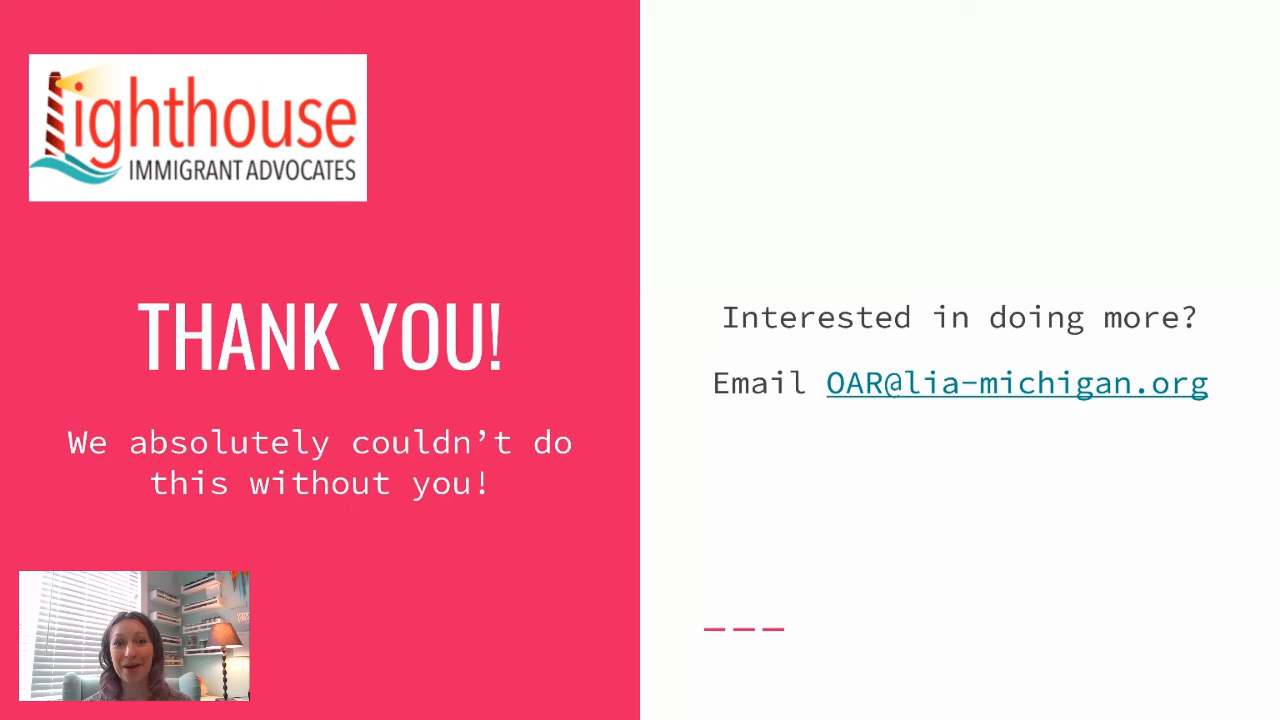 Lighthouse
IMMIGRANT ADVOCATES
THANK YOU!
We absolutely couldn’t do
this without you!
Interested in doing more?
Email OAR@lia-michigan.org